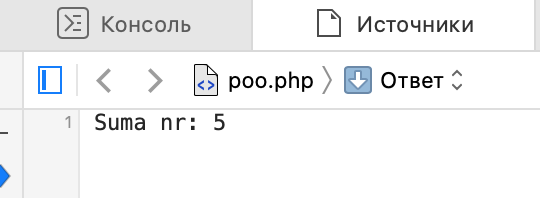 Консоль
Источники
poo.php
Ответ
1 Suma nr: 5